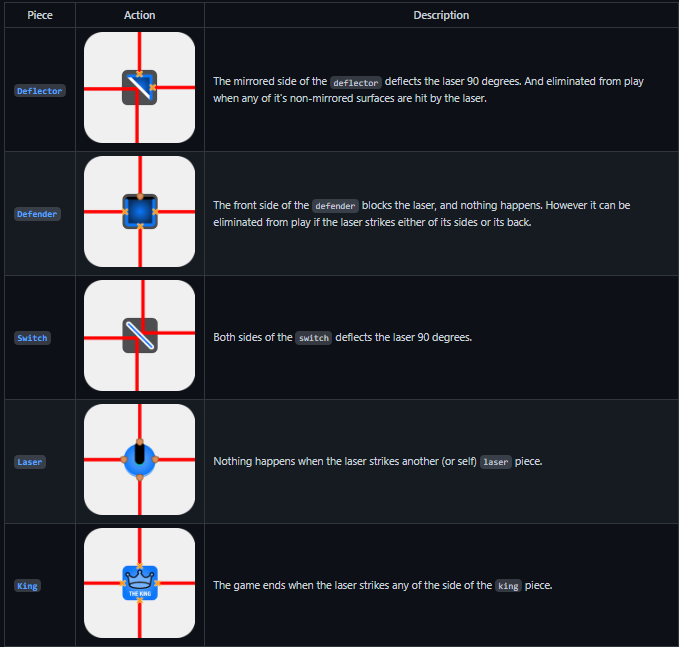 Piece Action Description
Deflector
The mirrored side of the deflector deflects the laser 90 degrees. And eliminated from play
when any of it's non-mirrored surfaces are hit by the laser.
Defender
The front side of the defender blocks the laser, and nothing happens. However it can be
eliminated from play if the laser strikes either of its sides or its back.
Switch
Both sides of the switch deflects the laser 90 degrees.
Laser
Nothing happens when the laser strikes another (or self) laser piece.
King
THE KING
The game ends when the laser strikes any of the side of the king piece.